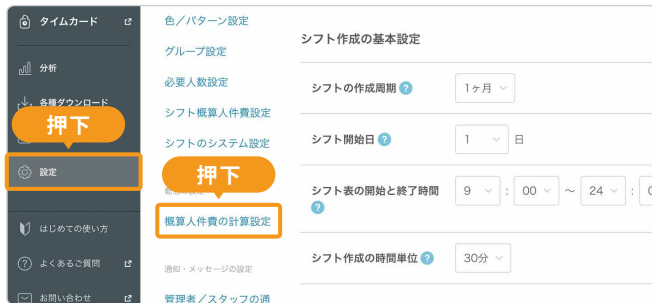 タイムカード
分析
各種ダウンロード
押下
設定
はじめての使い方
よくあるご質問
お問い合わせ
色/パターン設定
グループ設定
必要人数設定
シフト概算人件費設定
シフトのシステム設定
押下
概算人件費の計算設定
通知・メッセージの設定
管理者/スタッフの通
シフト作成の基本設定
シフトの作成周期 ? 1ヶ月
シフト開始日 ? 1 日
シフト表の開始と終了時間 ? 9 : 00 ～ 24 :
シフト作成の時間単位 ? 30分